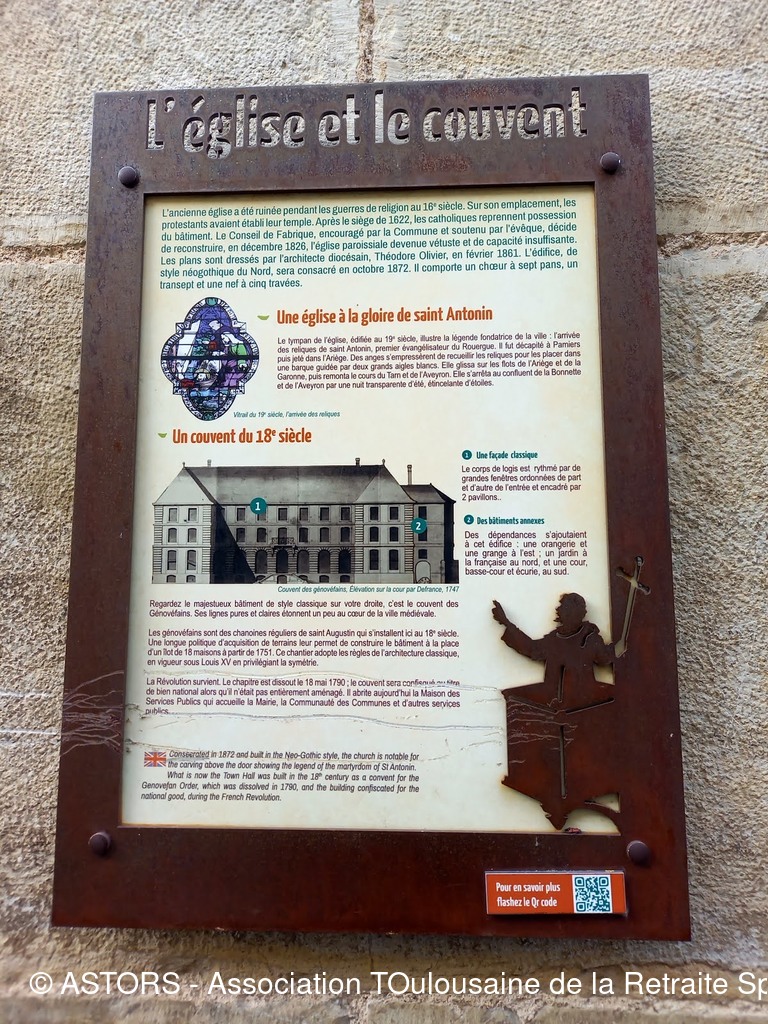 L'église et le couvent
L'ancienne église a été ruinée pendant les guerres de religion au 16e siècle. Sur son emplacement, les
protestants avaient établi leur temple. Après le siège de 1622, les catholiques reprennent possession
du bâtiment. Le Conseil de Fabrique, encouragé par la Commune et soutenu par l'évêque, décide
de reconstruire, en décembre 1826, l'église paroissiale devenue vétuste et de capacité insuffisante.
Les plans sont dressés par l'architecte diocésain, Théodore Olivier, en février 1861. L'édifice, de
style néogothique du Nord, sera consacré en octobre 1872. Il comporte un chœur à sept pans, un
transept et une nef à cinq travées.
Une église à la gloire de saint Antonin
Le tympan de l'église, édifiée au 19e siècle, illustre la légende fondatrice de la ville : l'arrivée
des reliques de saint Antonin, premier évangélisateur du Rouergue. Il fut décapité à Pamiers
puis jeté dans l'Ariège. Des anges s'empressèrent de recueillir les reliques pour les placer dans
une barque guidée par deux grands aigles blancs. Elle glissa sur les flots de l'Ariège et de la
Garonne, puis remonta le cours du Tarn et de l'Aveyron. Elle s'arrêta au confluent de la Bonnette
et de l'Aveyron par une nuit transparente d'été, étincelante d'étoiles.
Vitrail du 19e siècle, l'arrivée des reliques
Un couvent du 18e siècle
1
2
Couvent des génovéfains, Élévation sur la cour par Defrance, 1747
1 Une façade classique
Le corps de logis est rythmé par de
grandes fenêtres ordonnées de part
et d'autre de l'entrée et encadré par
2 pavillons..
2 Des bâtiments annexes
Des dépendances s'ajoutaient
à cet édifice : une orangerie et
une grange à l'est ; un jardin à
la française au nord, et une cour,
basse-cour et écurie, au sud.
Regardez le majestueux bâtiment de style classique sur votre droite, c'est le couvent des
Génovéfains. Ses lignes pures et claires étonnent un peu au cœur de la ville médiévale.
Les génovéfains sont des chanoines réguliers de saint Augustin qui s'installent ici au 18e siècle.
Une longue politique d'acquisition de terrains leur permet de construire le bâtiment à la place
d'un îlot de 18 maisons à partir de 1751. Ce chantier adopte les règles de l'architecture classique,
en vigueur sous Louis XV en privilégiant la symétrie.
La Révolution survient. Le chapitre est dissout le 18 mai 1790 ; le couvent sera confisqué au titre
de bien national alors qu'il n'était pas entièrement aménagé. Il abrite aujourd'hui la Maison des
Services Publics qui accueille la Mairie, la Communauté des Communes et d'autres services
publics.
Consecrated in 1872 and built in the Neo-Gothic style, the church is notable for
the carving above the door showing the legend of the martyrdom of St Antonin.
What is now the Town Hall was built in the 18th century as a convent for the
Genovefan Order, which was dissolved in 1790, and the building confiscated for the
national good, during the French Revolution.
Pour en savoir plus
flashez le Qr code
© ASTORS - Association TOulousaine de la Retraite Sp